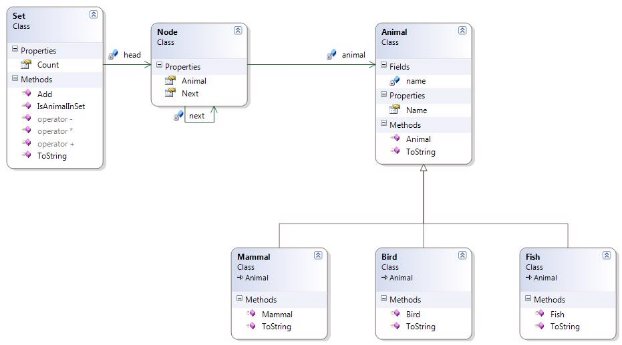 Set
Class
Properties
Count
Methods
Add
IsAnimalInSet
operator -
operator *
operator +
ToString
head
Node
Class
Properties
Animal
Next
next
animal
Animal
Class
Fields
name
Properties
Name
Methods
Animal
ToString
Mammal
Class
Animal
Methods
Mammal
ToString
Bird
Class
Animal
Methods
Bird
ToString
Fish
Class
Animal
Methods
Fish
ToString